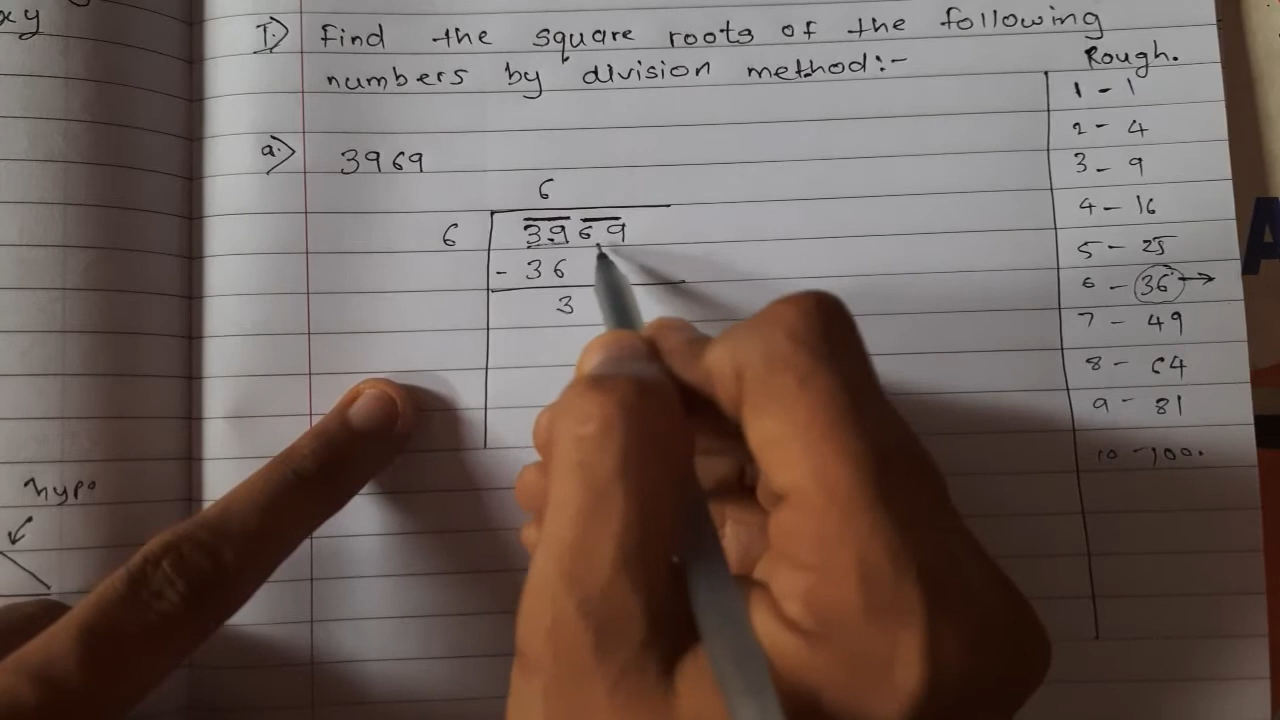 xy
I.) Find the square roots of the following
numbers by division method:-
Rough.
a.) 3969
6
6 3969
- 36
3
1 - 1
2 - 4
3 - 9
4 - 16
5 - 25
6 - 36 →
7 - 49
8 - 64
9 - 81
10 - 100.
hypo
A